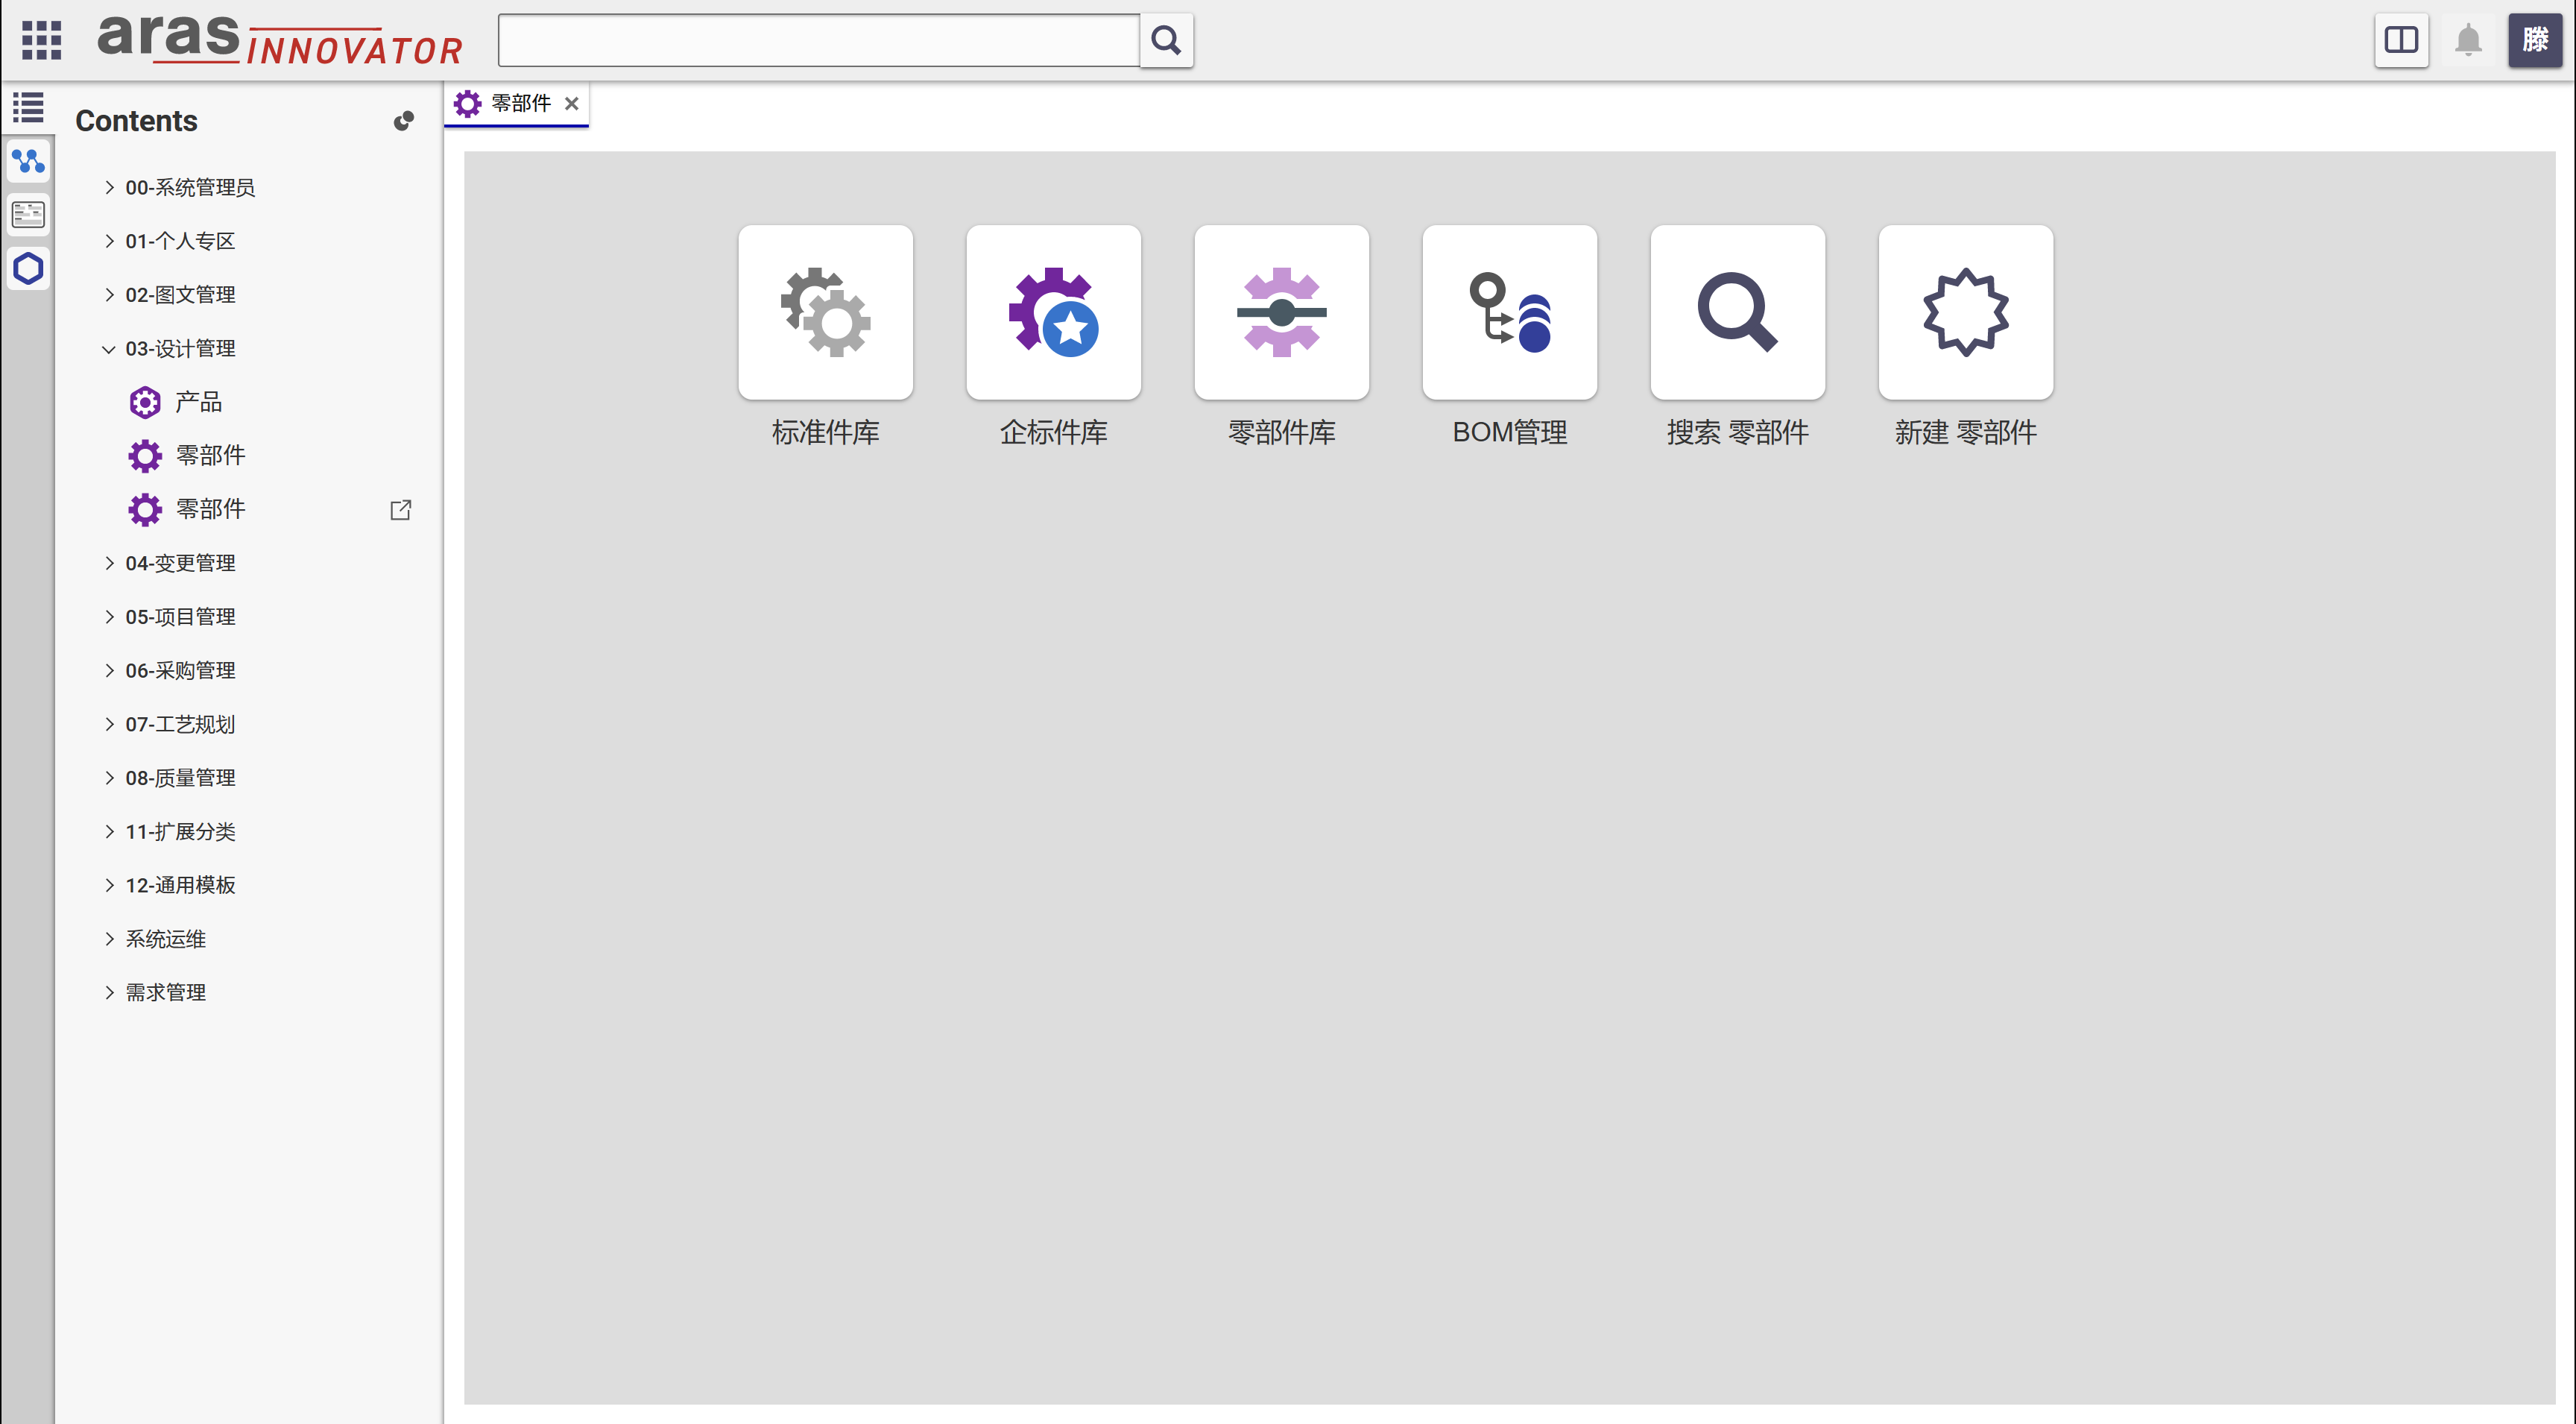 aras INNOVATOR
滕
Contents
00-系统管理员
01-个人专区
02-图文管理
03-设计管理
产品
零部件
零部件
04-变更管理
05-项目管理
06-采购管理
07-工艺规划
08-质量管理
11-扩展分类
12-通用模板
系统运维
需求管理
零部件
标准件库
企标件库
零部件库
BOM管理
搜索 零部件
新建 零部件